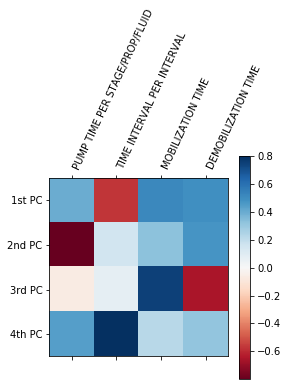 PUMP TIME PER STAGE/PROP/FLUID
TIME INTERVAL PER INTERVAL
MOBILIZATION TIME
DEMOBILIZATION TIME
1st PC
2nd PC
3rd PC
4th PC
0.8
0.6
0.4
0.2
0.0
−0.2
−0.4
−0.6